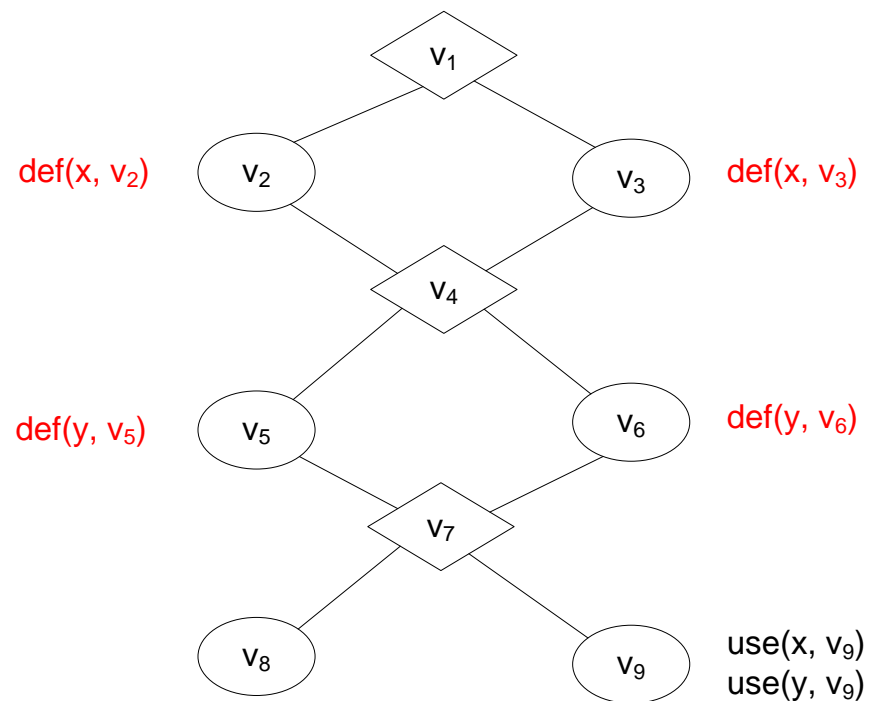 v₁
def(x, v₂)
v₂
v₃
def(x, v₃)
v₄
def(y, v₅)
v₅
v₆
def(y, v₆)
v₇
v₈
v₉
use(x, v₉)
use(y, v₉)